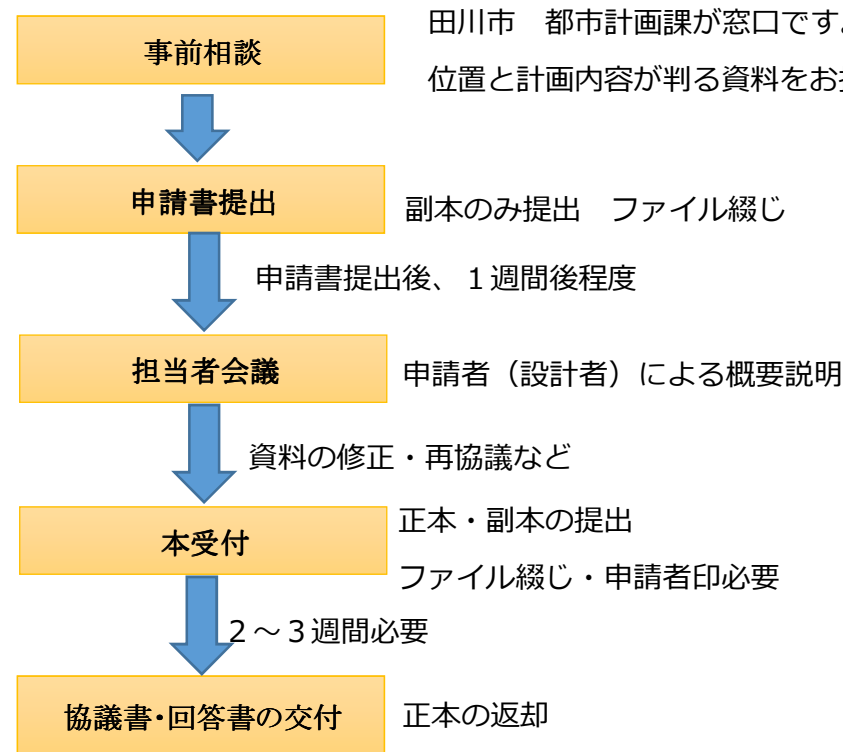 事前相談
田川市　都市計画課が窓口です。
位置と計画内容が判る資料をお
申請書提出
副本のみ提出　ファイル綴じ
申請書提出後、１週間後程度
担当者会議
申請者（設計者）による概要説明
資料の修正・再協議など
本受付
正本・副本の提出
ファイル綴じ・申請者印必要
２～３週間必要
協議書・回答書の交付
正本の返却